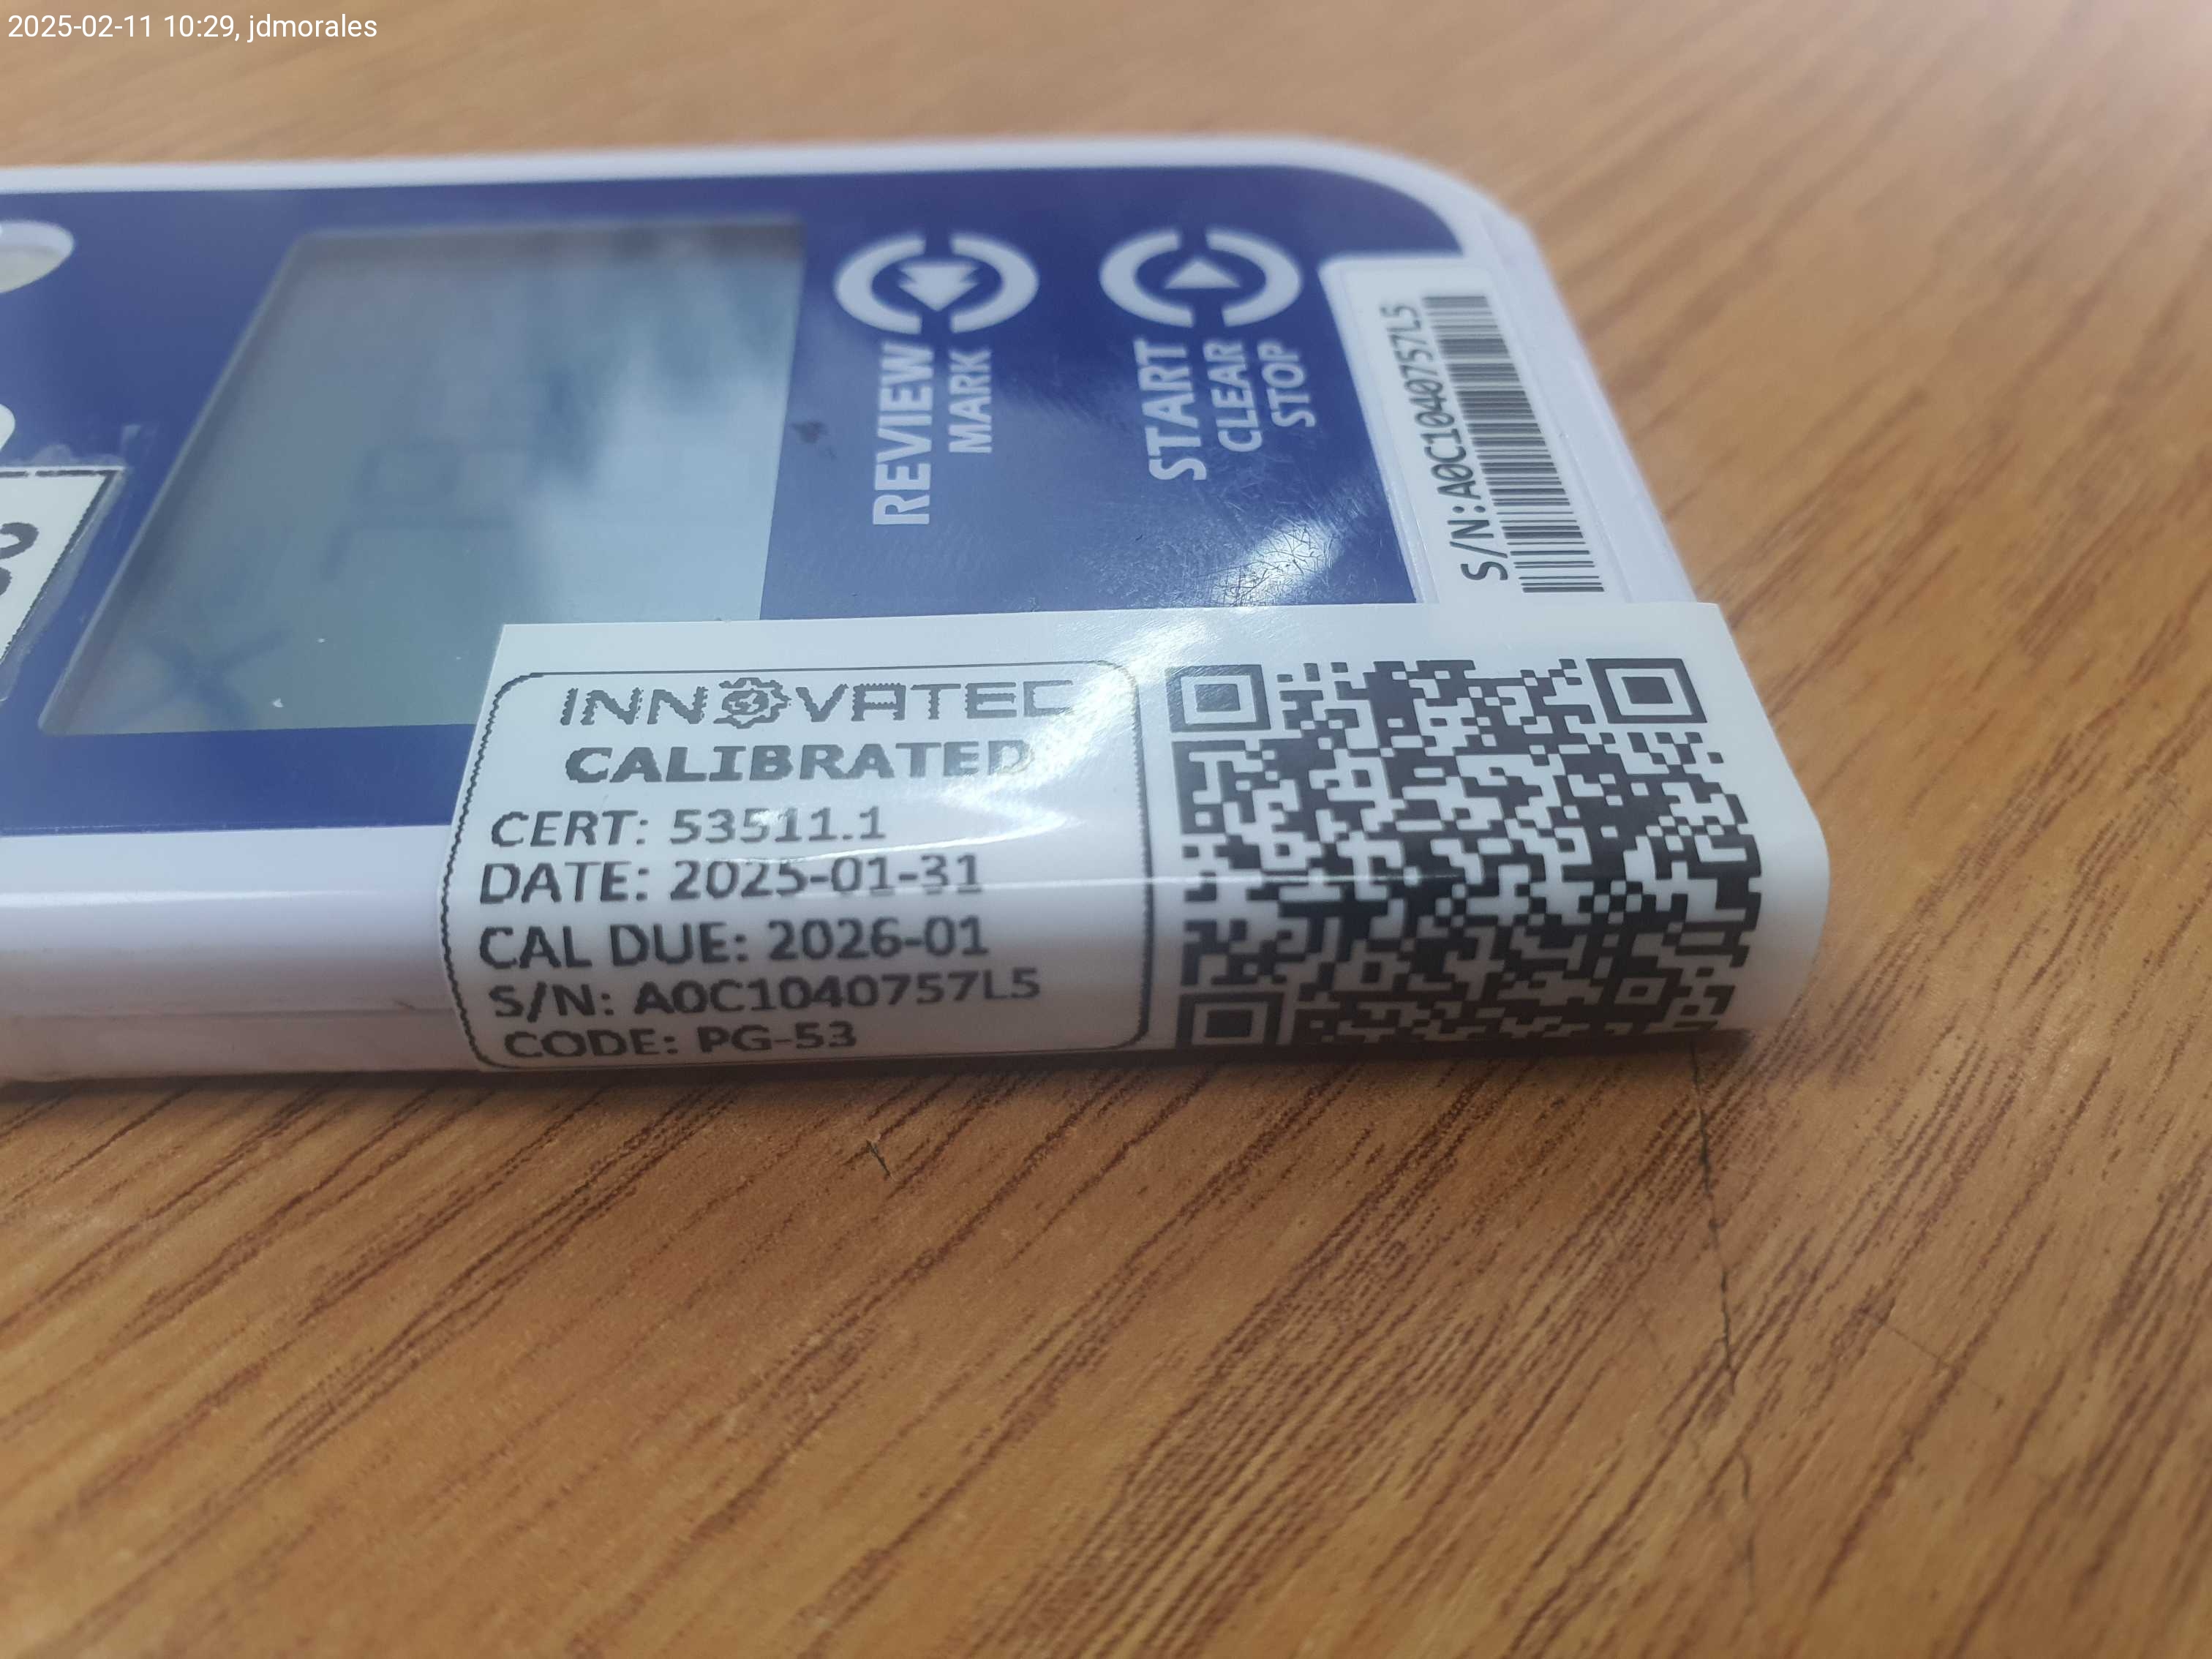 2025-02-11 10:29, jdmorales
REVIEW
MARK
START
CLEAR
STOP
S/N:A0C1040757L5
INNOVATEC
CALIBRATED
CERT: 53511.1
DATE: 2025-01-31
CAL DUE: 2026-01
S/N: A0C1040757L5
CODE: PG-53